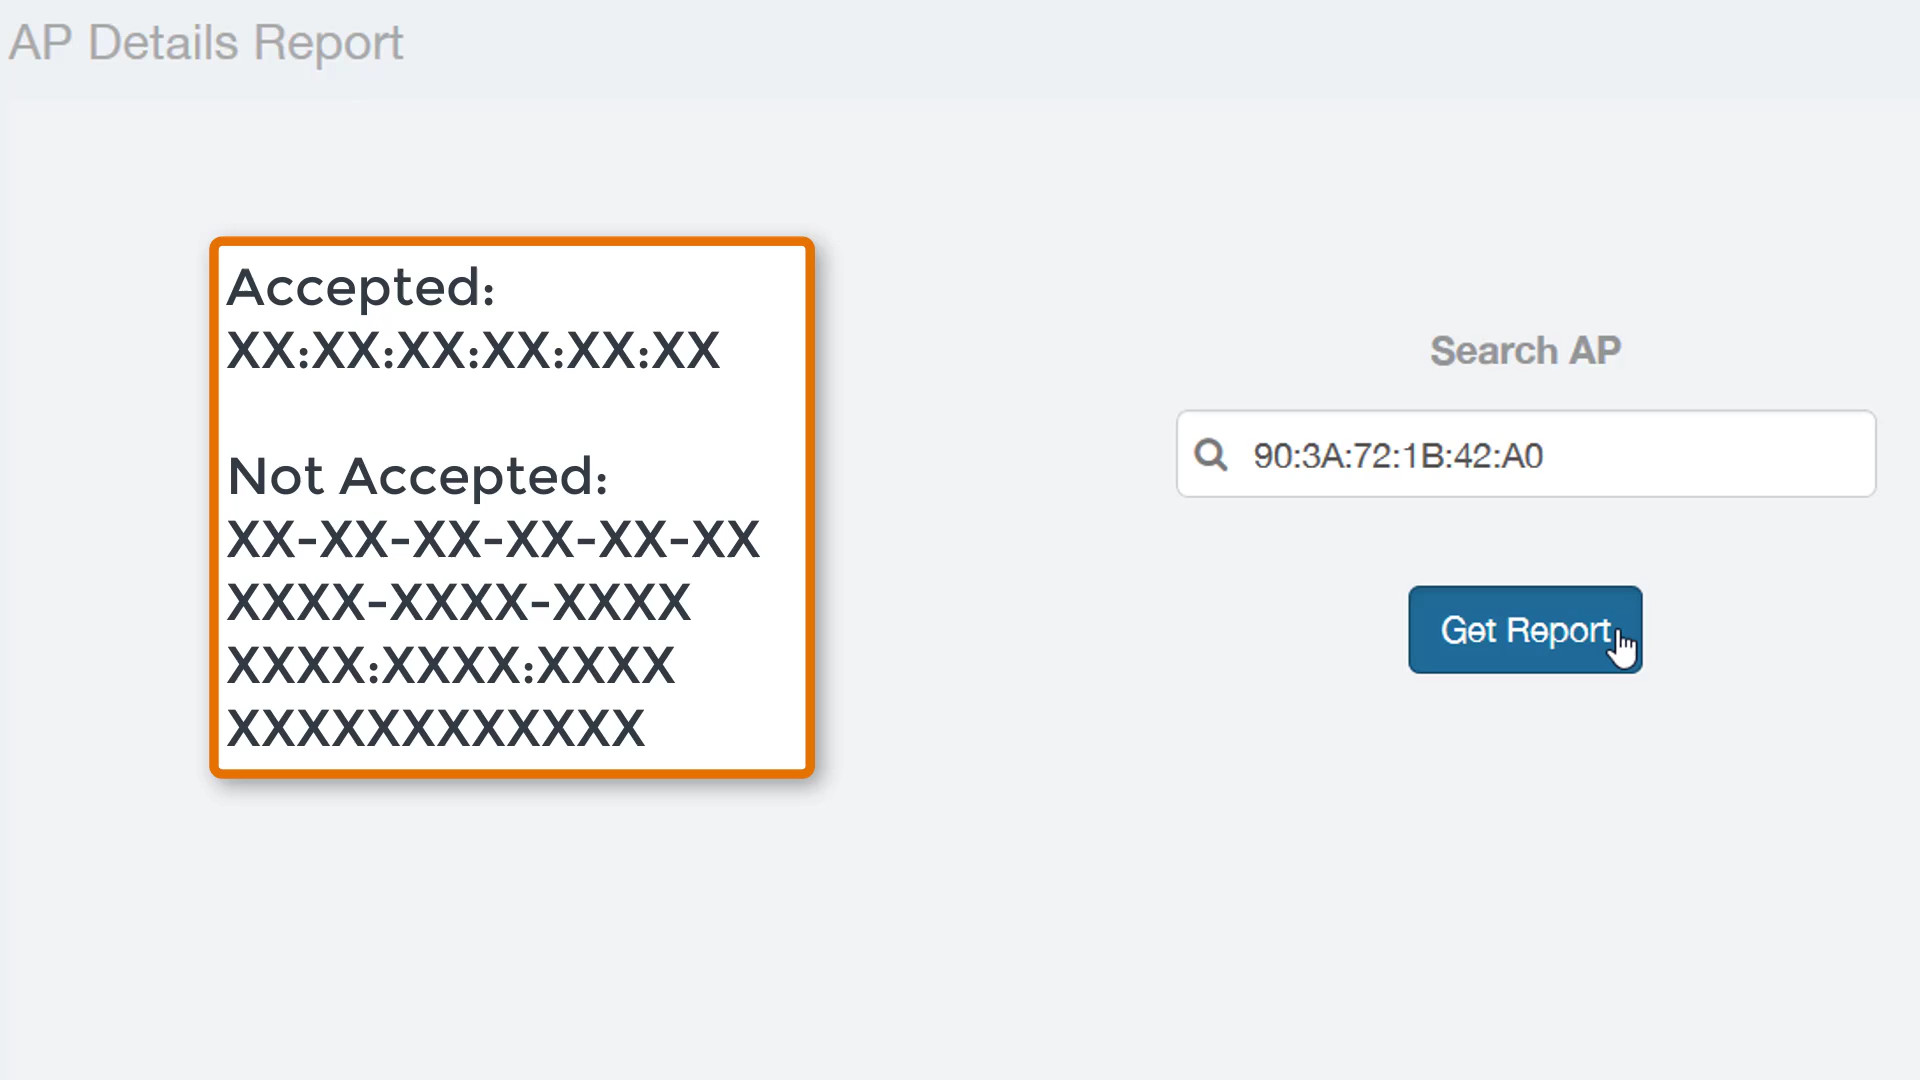 AP Details Report
Accepted:
XX:XX:XX:XX:XX:XX
Not Accepted:
XX-XX-XX-XX-XX-XX
XXXX-XXXX-XXXX
XXXX:XXXX:XXXX
XXXXXXXXXXXX
Search AP
90:3A:72:1B:42:A0
Get Report